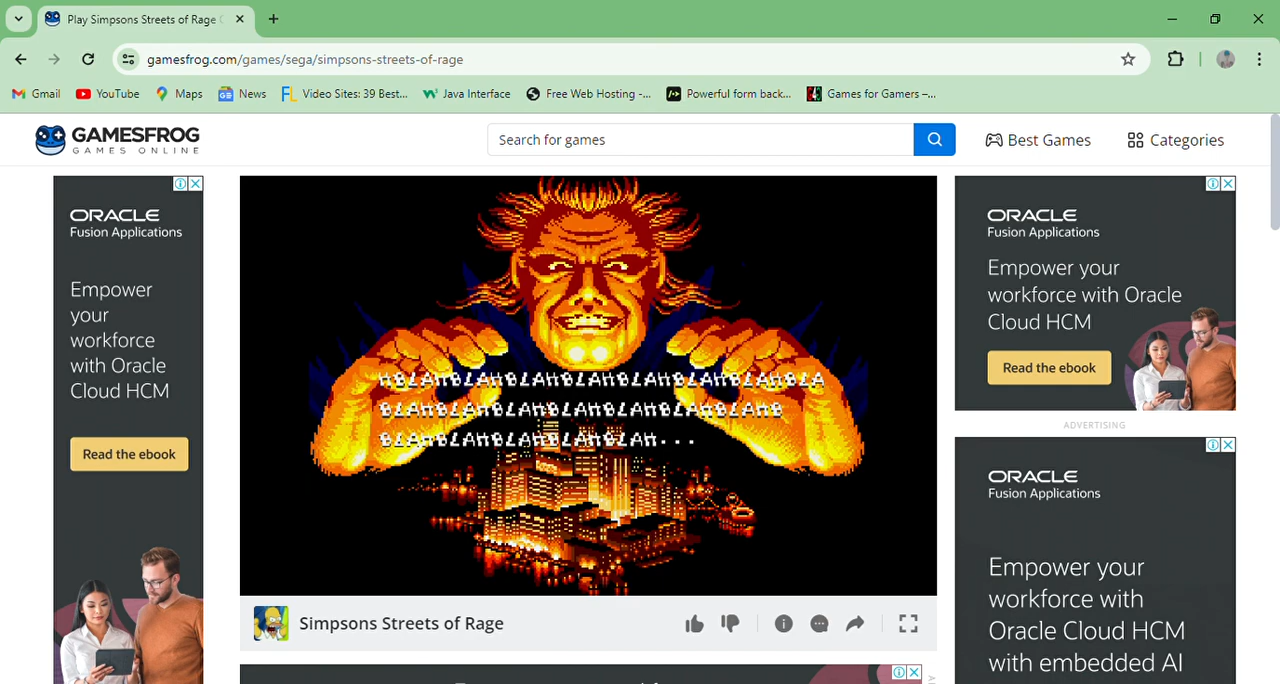 Play Simpsons Streets of Rage
gamesfrog.com/games/sega/simpsons-streets-of-rage
Gmail
YouTube
Maps
News
Video Sites: 39 Best...
Java Interface
Free Web Hosting -...
Powerful form back...
Games for Gamers –...
GAMESFROG
GAMES ONLINE
Search for games
Best Games
Categories
ORACLE
Fusion Applications
Empower
your
workforce
with Oracle
Cloud HCM
Read the ebook
HBLAHBLAHBLAHBLAHBLAHBLAHBLAHBLAHBLAHBLA
BLAHBLAHBLAHBLAHBLAHBLAHBLAHBLAHB
BLAHBLAHBLAHBLAHBLAH...
Simpsons Streets of Rage
ORACLE
Fusion Applications
Empower your
workforce with Oracle
Cloud HCM
Read the ebook
ADVERTISING
ORACLE
Fusion Applications
Empower your
workforce with
Oracle Cloud HCM
with embedded AI